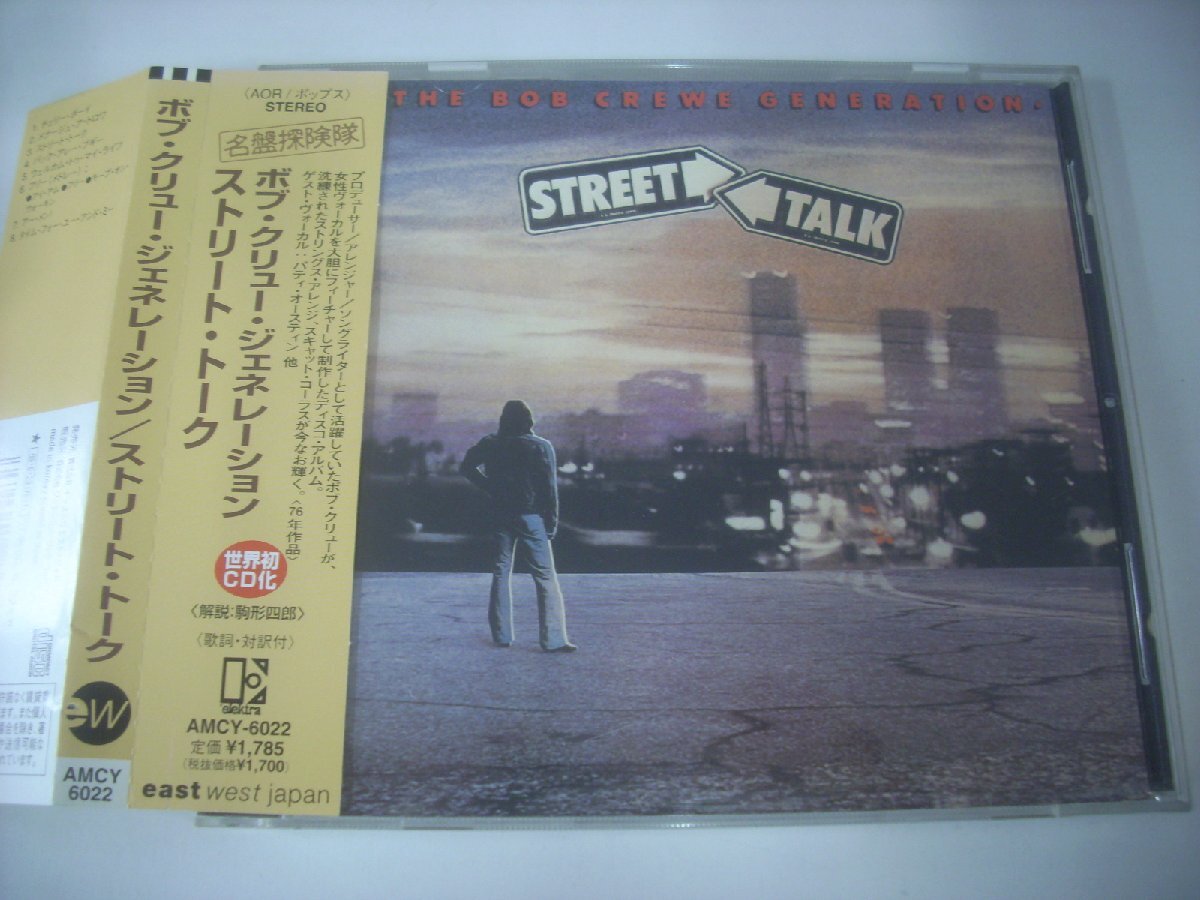 THE BOB CREWE GENERATION.
STREET
TALK
〈AOR／ポップス〉
STEREO
名盤探険隊
ボブ・クリュー・ジェネレーション
ストリート・トーク
プロデューサー／アレンジャー／ソングライターとして活躍していたボブ・クリューが、
女性ヴォーカルを大胆にフィーチャーして制作したディスコ・アルバム。
洗練されたストリングス・アレンジ、スキャット・コーラスが今なお輝く。〈76年作品〉
ゲスト・ヴォーカル：パティ・オースティン 他
世界初
CD化
〈解説：駒形四郎〉
〈歌詞・対訳付〉
elektra
AMCY-6022
定価¥1,785
(税抜価格¥1,700)
east west japan
ボブ・クリュー・ジェネレーション／ストリート・トーク
ew
AMCY
6022